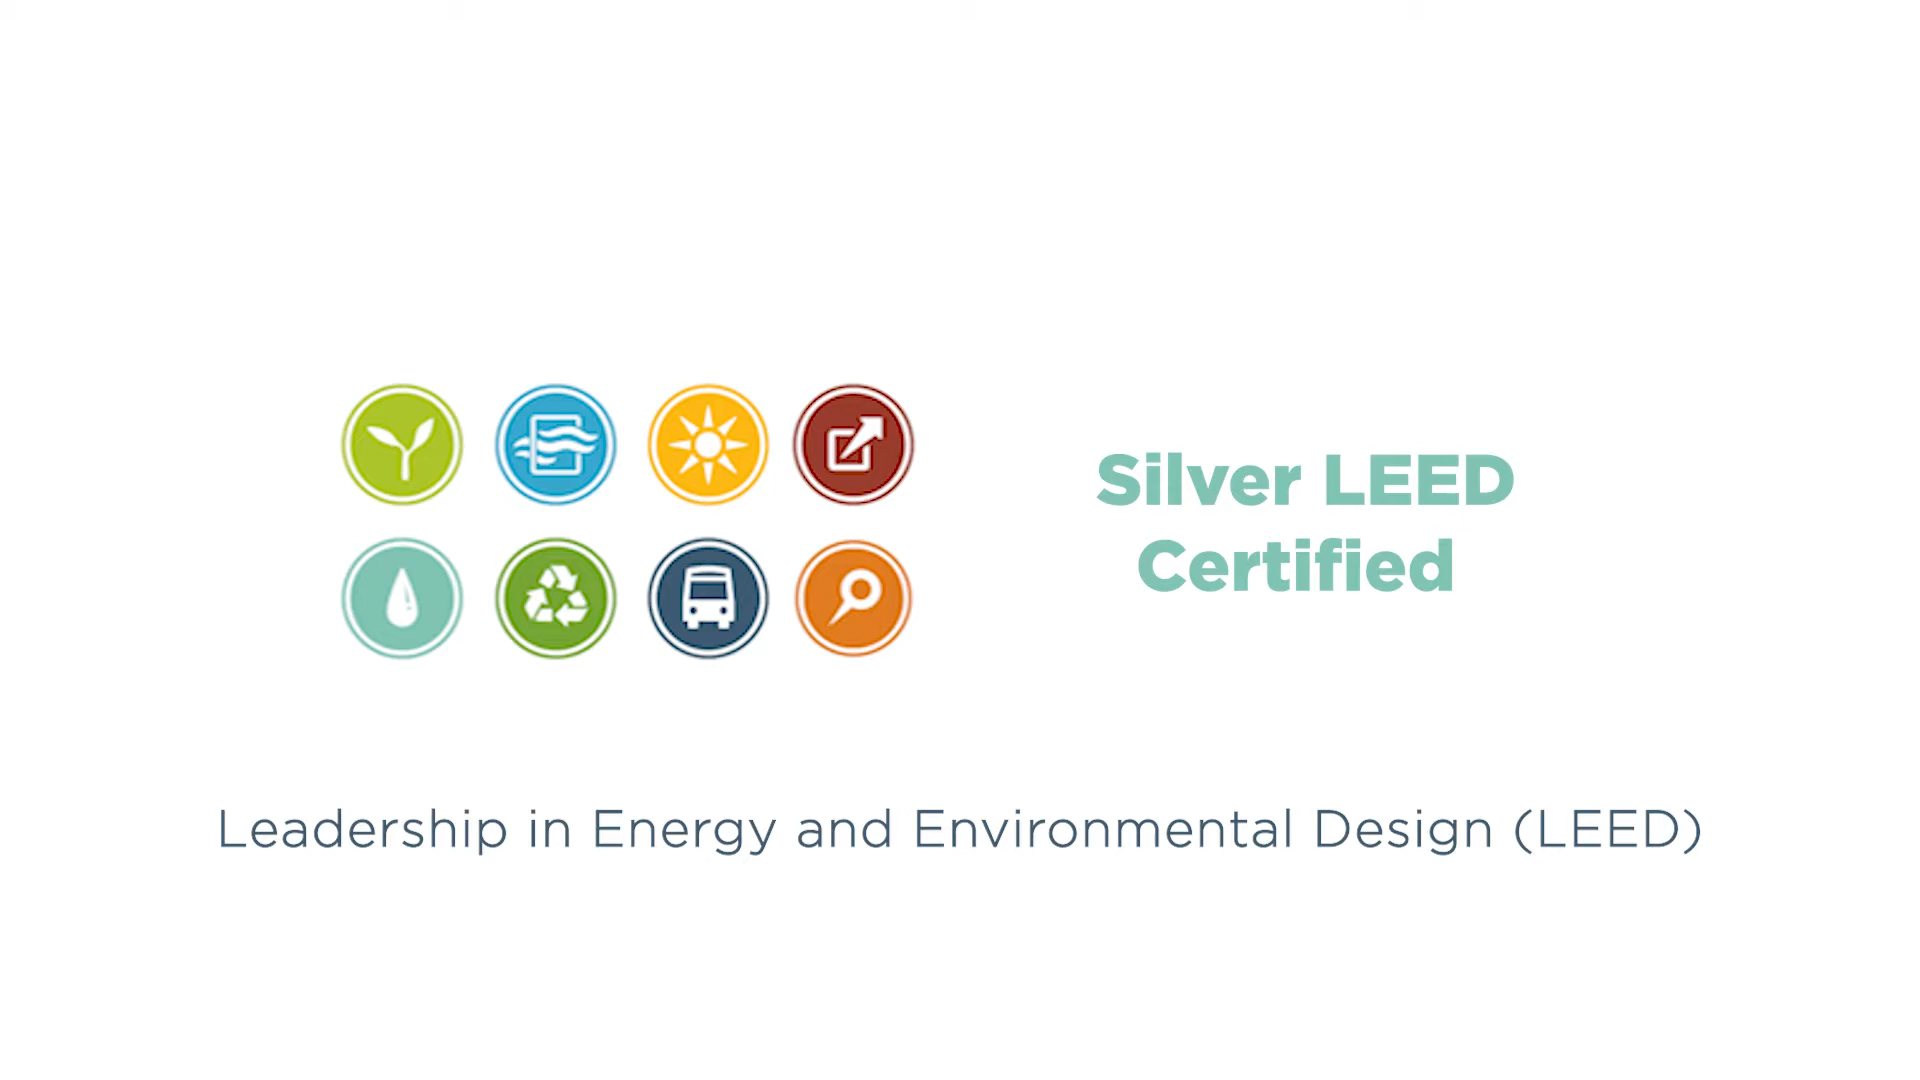 Silver LEED
Certified
Leadership in Energy and Environmental Design (LEED)